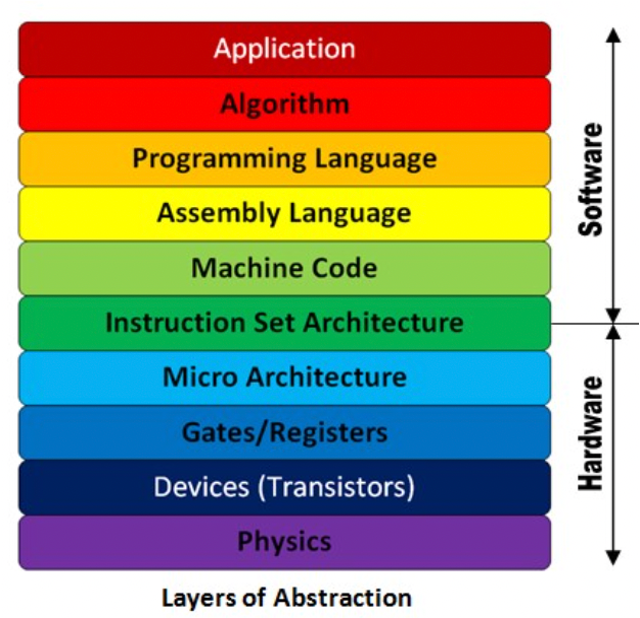 Application
Algorithm
Programming Language
Assembly Language
Machine Code
Instruction Set Architecture
Micro Architecture
Gates/Registers
Devices (Transistors)
Physics
Software
Hardware
Layers of Abstraction